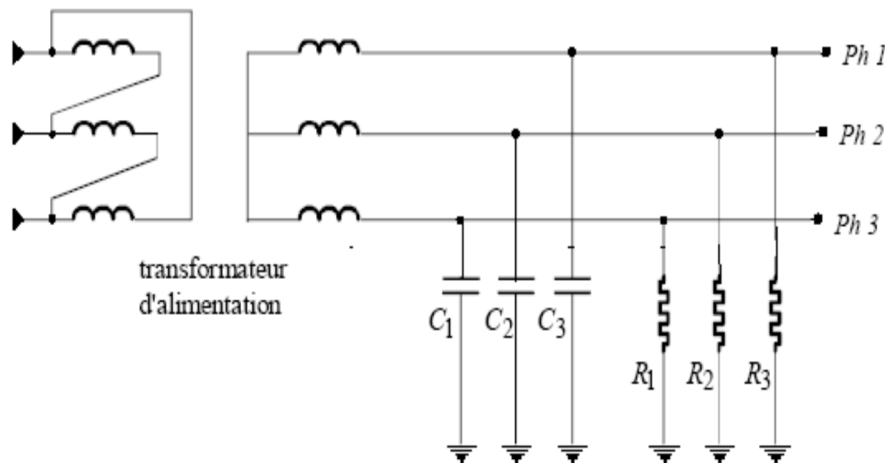 Ph 1
Ph 2
Ph 3
transformateur
d'alimentation
C1 C2 C3
R1 R2 R3